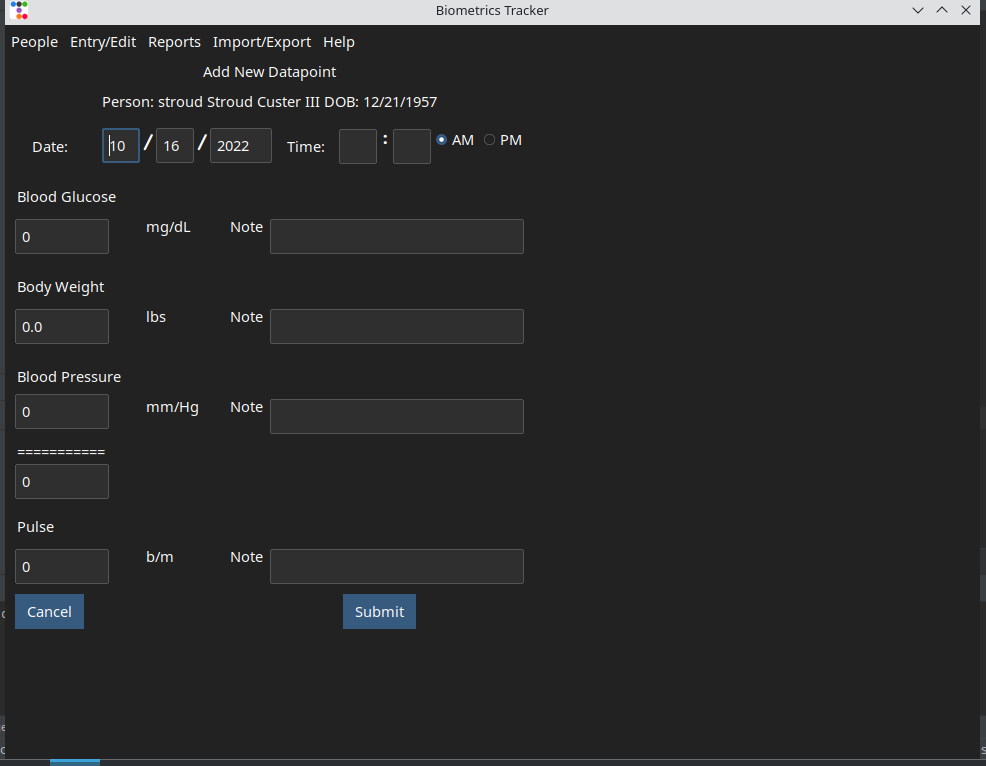 Biometrics Tracker
People Entry/Edit Reports Import/Export Help
Add New Datapoint
Person: stroud Stroud Custer III DOB: 12/21/1957
Date: 10 / 16 / 2022 Time: : AM PM
Blood Glucose
0 mg/dL Note
Body Weight
0.0 lbs Note
Blood Pressure
0 mm/Hg Note
===========
0
Pulse
0 b/m Note
Cancel Submit